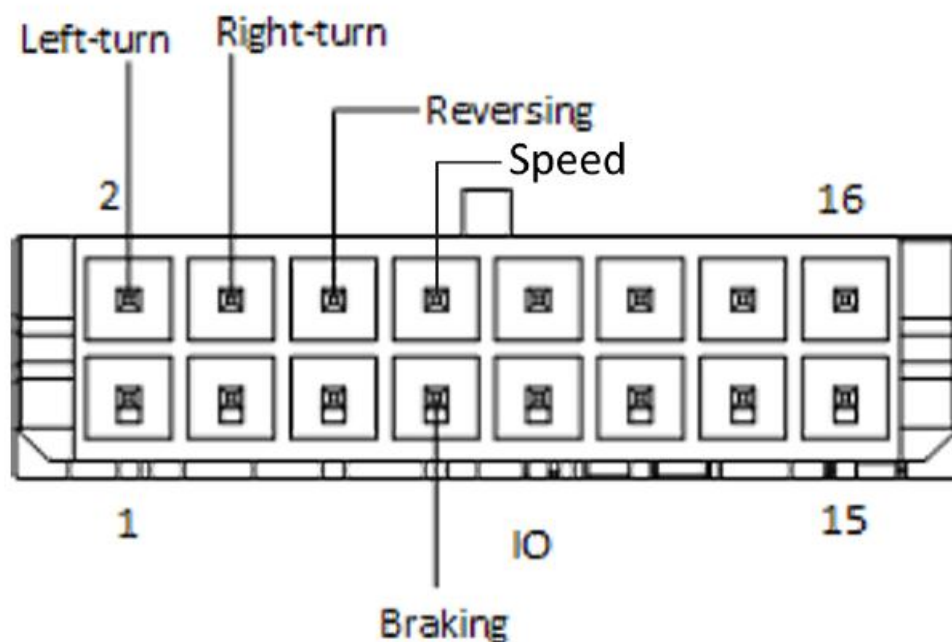 Left-turn
Right-turn
Reversing
Speed
2
16
1
15
IO
Braking